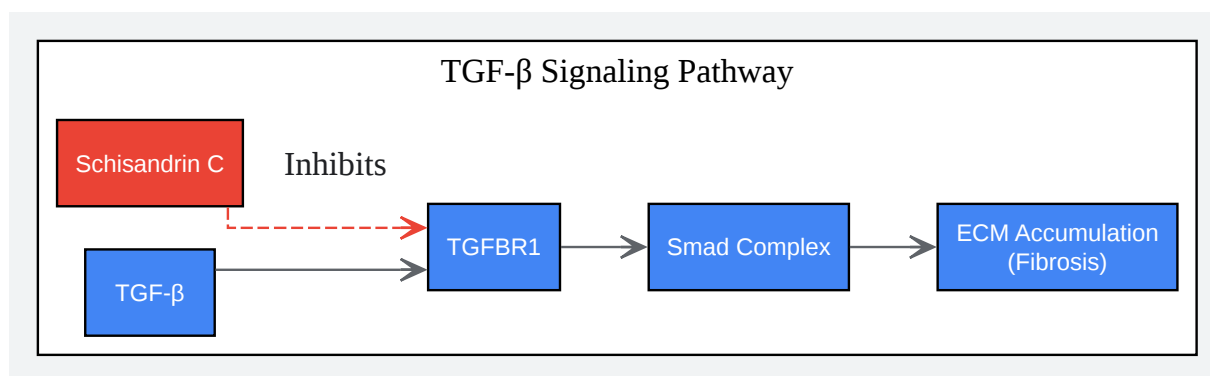 TGF-β Signaling Pathway
Schisandrin C
Inhibits
TGF-β
TGFBR1
Smad Complex
ECM Accumulation
(Fibrosis)